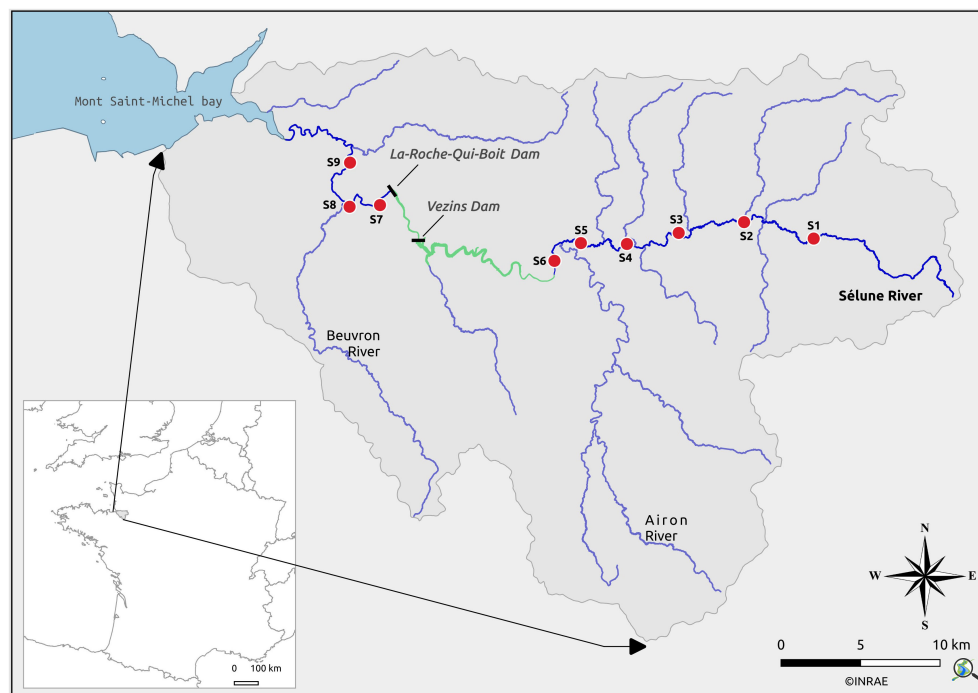 Mont Saint-Michel bay
La-Roche-Qui-Boit Dam
S9
S8
S7
Vezins Dam
S6
S5
S4
S3
S2
S1
Sélune River
Beuvron
River
Airon
River
N
W
E
S
0 5 10 km
©INRAE
0 100 km